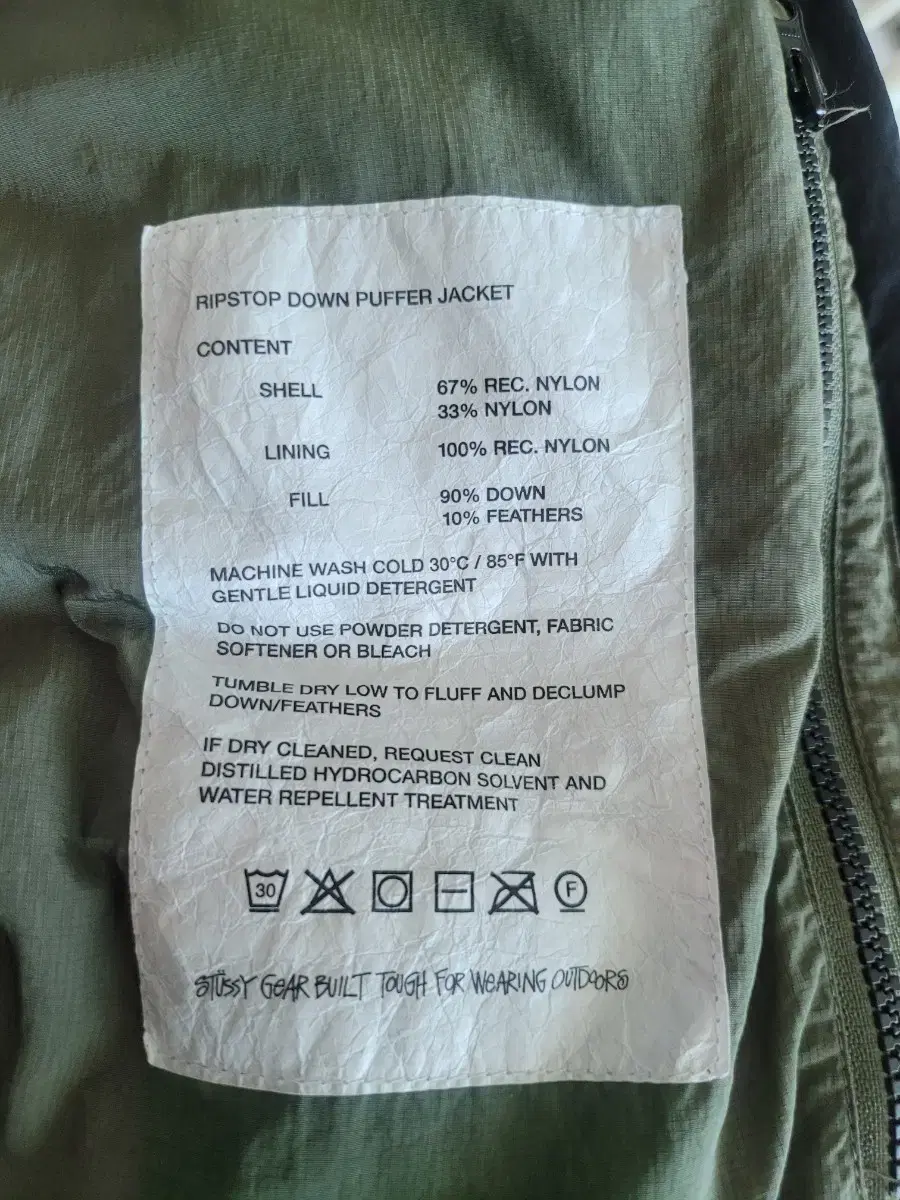 RIPSTOP DOWN PUFFER JACKET
CONTENT
SHELL 67% REC. NYLON
33% NYLON
LINING 100% REC. NYLON
FILL 90% DOWN
10% FEATHERS
MACHINE WASH COLD 30°C / 85°F WITH
GENTLE LIQUID DETERGENT
DO NOT USE POWDER DETERGENT, FABRIC
SOFTENER OR BLEACH
TUMBLE DRY LOW TO FLUFF AND DECLUMP
DOWN/FEATHERS
IF DRY CLEANED, REQUEST CLEAN
DISTILLED HYDROCARBON SOLVENT AND
WATER REPELLENT TREATMENT
30 F
STÜSSY GEAR BUILT TOUGH FOR WEARING OUTDOORS